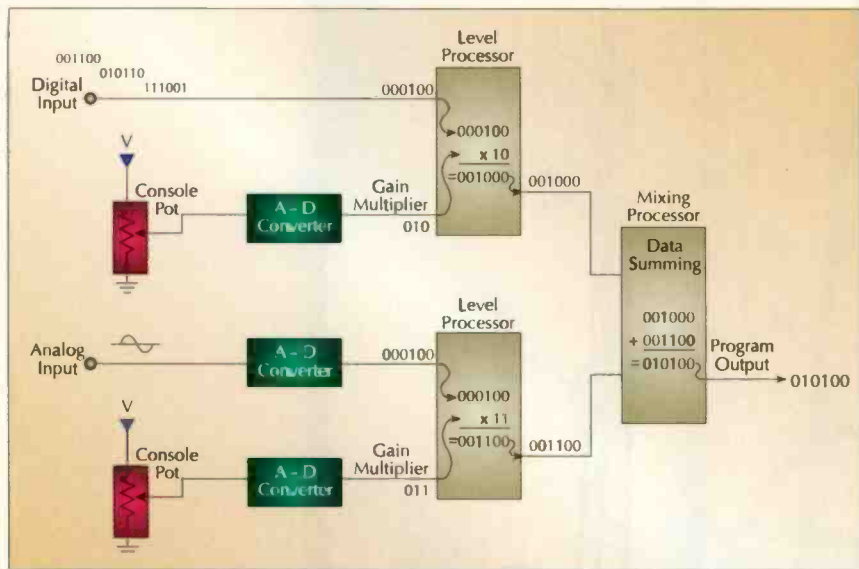 Level
Processor
001100
010110
111001
Digital
Input
000100
000100
x 10
=001000
001000
V
Console
Pot
A - D
Converter
Gain
Multiplier
010
Mixing
Processor
Data
Summing
001000
+ 001100
=010100
Program
Output
010100
Level
Processor
Analog
Input
A - D
Converter
000100
000100
x 11
=001100
001100
V
Console
Pot
A - D
Converter
Gain
Multiplier
011